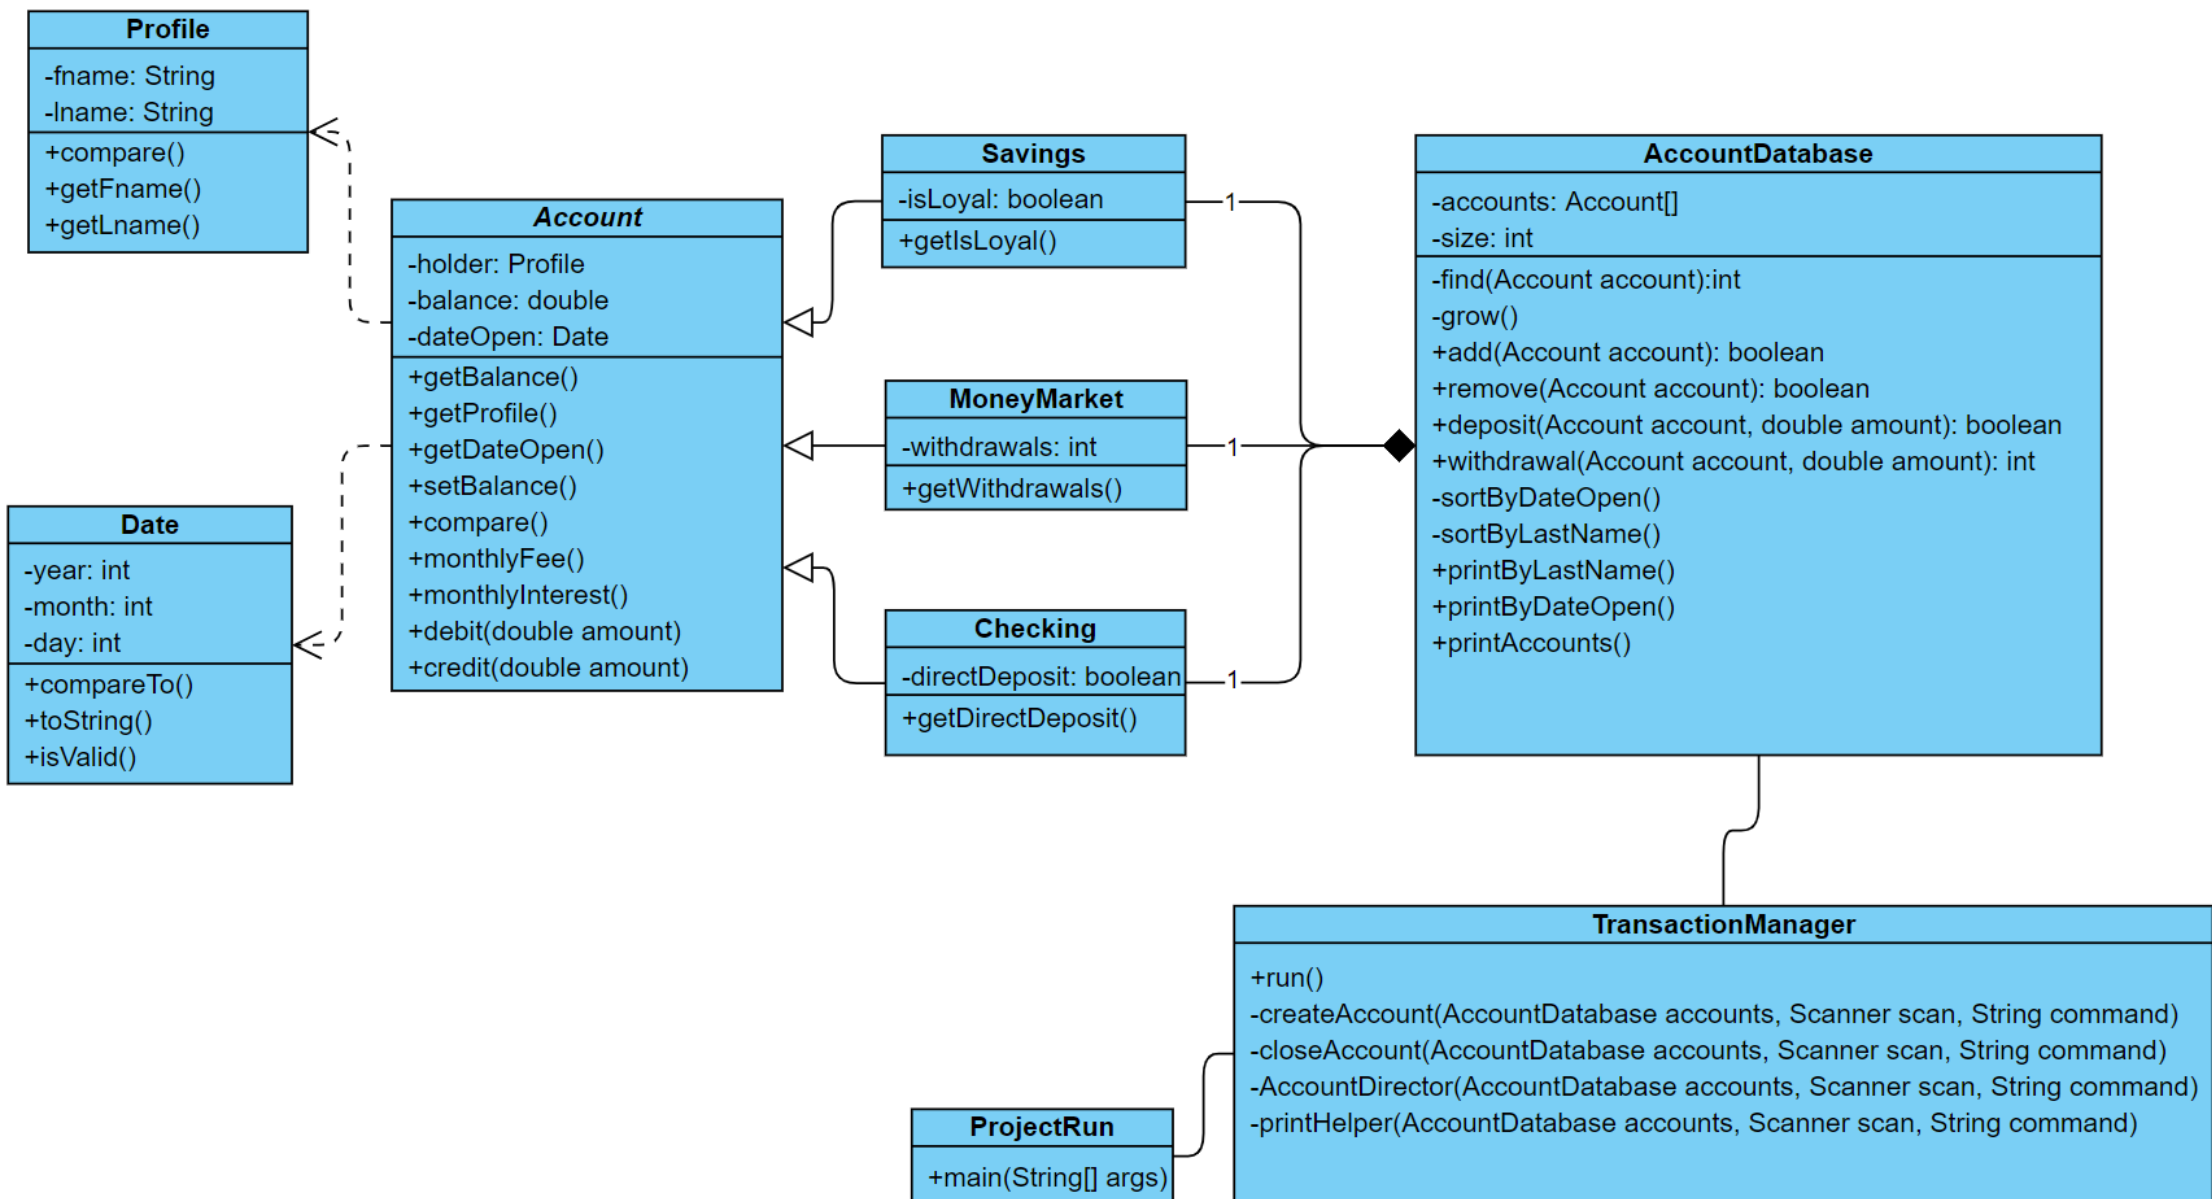 Profile
-fname: String
-lname: String
+compare()
+getFname()
+getLname()
Account
-holder: Profile
-balance: double
-dateOpen: Date
+getBalance()
+getProfile()
+getDateOpen()
+setBalance()
+compare()
+monthlyFee()
+monthlyInterest()
+debit(double amount)
+credit(double amount)
Date
-year: int
-month: int
-day: int
+compareTo()
+toString()
+isValid()
Savings
-isLoyal: boolean
+getIsLoyal()
1
MoneyMarket
-withdrawals: int
+getWithdrawals()
1
Checking
-directDeposit: boolean
+getDirectDeposit()
1
AccountDatabase
-accounts: Account[]
-size: int
-find(Account account):int
-grow()
+add(Account account): boolean
+remove(Account account): boolean
+deposit(Account account, double amount): boolean
+withdrawal(Account account, double amount): int
-sortByDateOpen()
-sortByLastName()
+printByLastName()
+printByDateOpen()
+printAccounts()
TransactionManager
+run()
-createAccount(AccountDatabase accounts, Scanner scan, String command)
-closeAccount(AccountDatabase accounts, Scanner scan, String command)
-AccountDirector(AccountDatabase accounts, Scanner scan, String command)
-printHelper(AccountDatabase accounts, Scanner scan, String command)
ProjectRun
+main(String[] args)